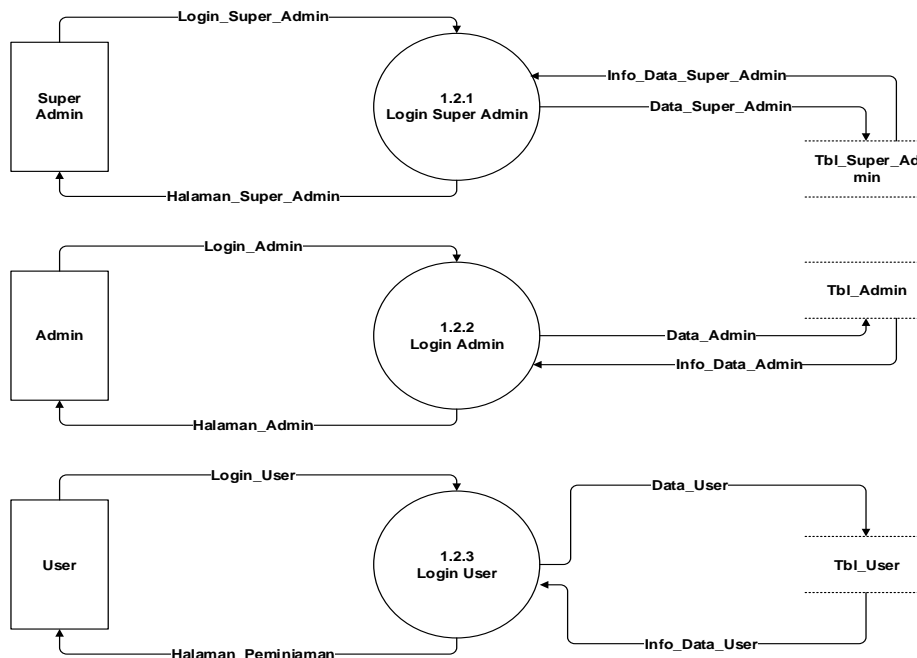 Login_Super_Admin
Super
Admin
1.2.1
Login Super Admin
Info_Data_Super_Admin
Data_Super_Admin
Tbl_Super_Ad
min
Halaman_Super_Admin
Login_Admin
Admin
1.2.2
Login Admin
Tbl_Admin
Data_Admin
Info_Data_Admin
Halaman_Admin
Login_User
User
1.2.3
Login User
Data_User
Tbl_User
Info_Data_User
Halaman_Peminjaman